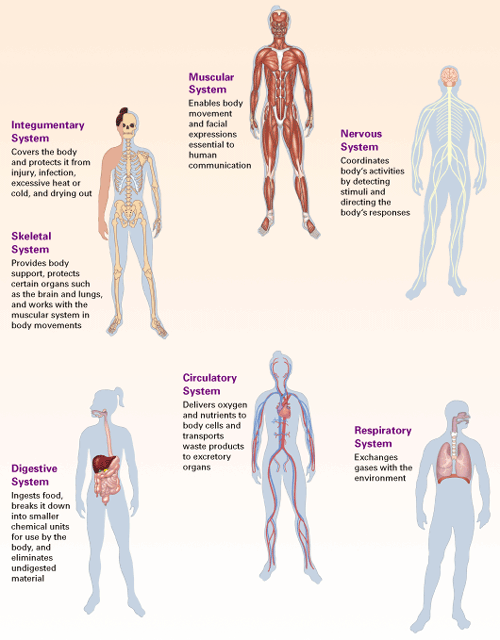 Muscular
System
Enables body
movement
and facial
expressions
essential to
human
communication
Integumentary
System
Covers the body
and protects it from
injury, infection,
excessive heat or
cold, and drying out
Nervous
System
Coordinates
body's activities
by detecting
stimuli and
directing the
body's responses
Skeletal
System
Provides body
support, protects
certain organs such
as the brain and lungs,
and works with the
muscular system in
body movements
Circulatory
System
Delivers oxygen
and nutrients to
body cells and
transports
waste products
to excretory
organs
Respiratory
System
Exchanges
gases with the
environment
Digestive
System
Ingests food,
breaks it down
into smaller
chemical units
for use by the
body, and
eliminates
undigested
material